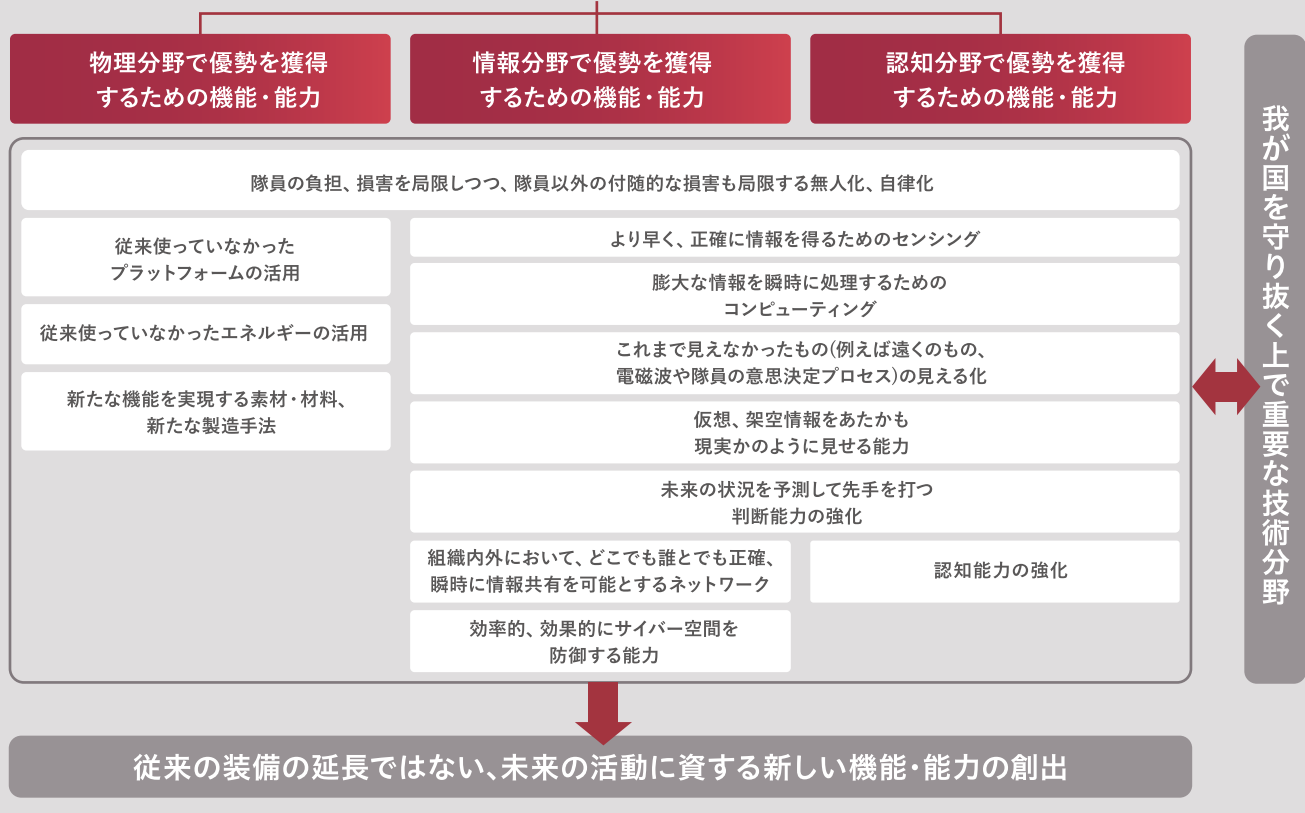 物理分野で優勢を獲得
するための機能・能力
情報分野で優勢を獲得
するための機能・能力
認知分野で優勢を獲得
するための機能・能力
隊員の負担、損害を局限しつつ、隊員以外の付随的な損害も局限する無人化、自律化
従来使っていなかった
プラットフォームの活用
従来使っていなかったエネルギーの活用
新たな機能を実現する素材・材料、
新たな製造手法
より早く、正確に情報を得るためのセンシング
膨大な情報を瞬時に処理するための
コンピューティング
これまで見えなかったもの(例えば遠くのもの、
電磁波や隊員の意思決定プロセス)の見える化
仮想、架空情報をあたかも
現実かのように見せる能力
未来の状況を予測して先手を打つ
判断能力の強化
組織内外において、どこでも誰とでも正確、
瞬時に情報共有を可能とするネットワーク
認知能力の強化
効率的、効果的にサイバー空間を
防御する能力
我が国を守り抜く上で重要な技術分野
従来の装備の延長ではない、未来の活動に資する新しい機能・能力の創出